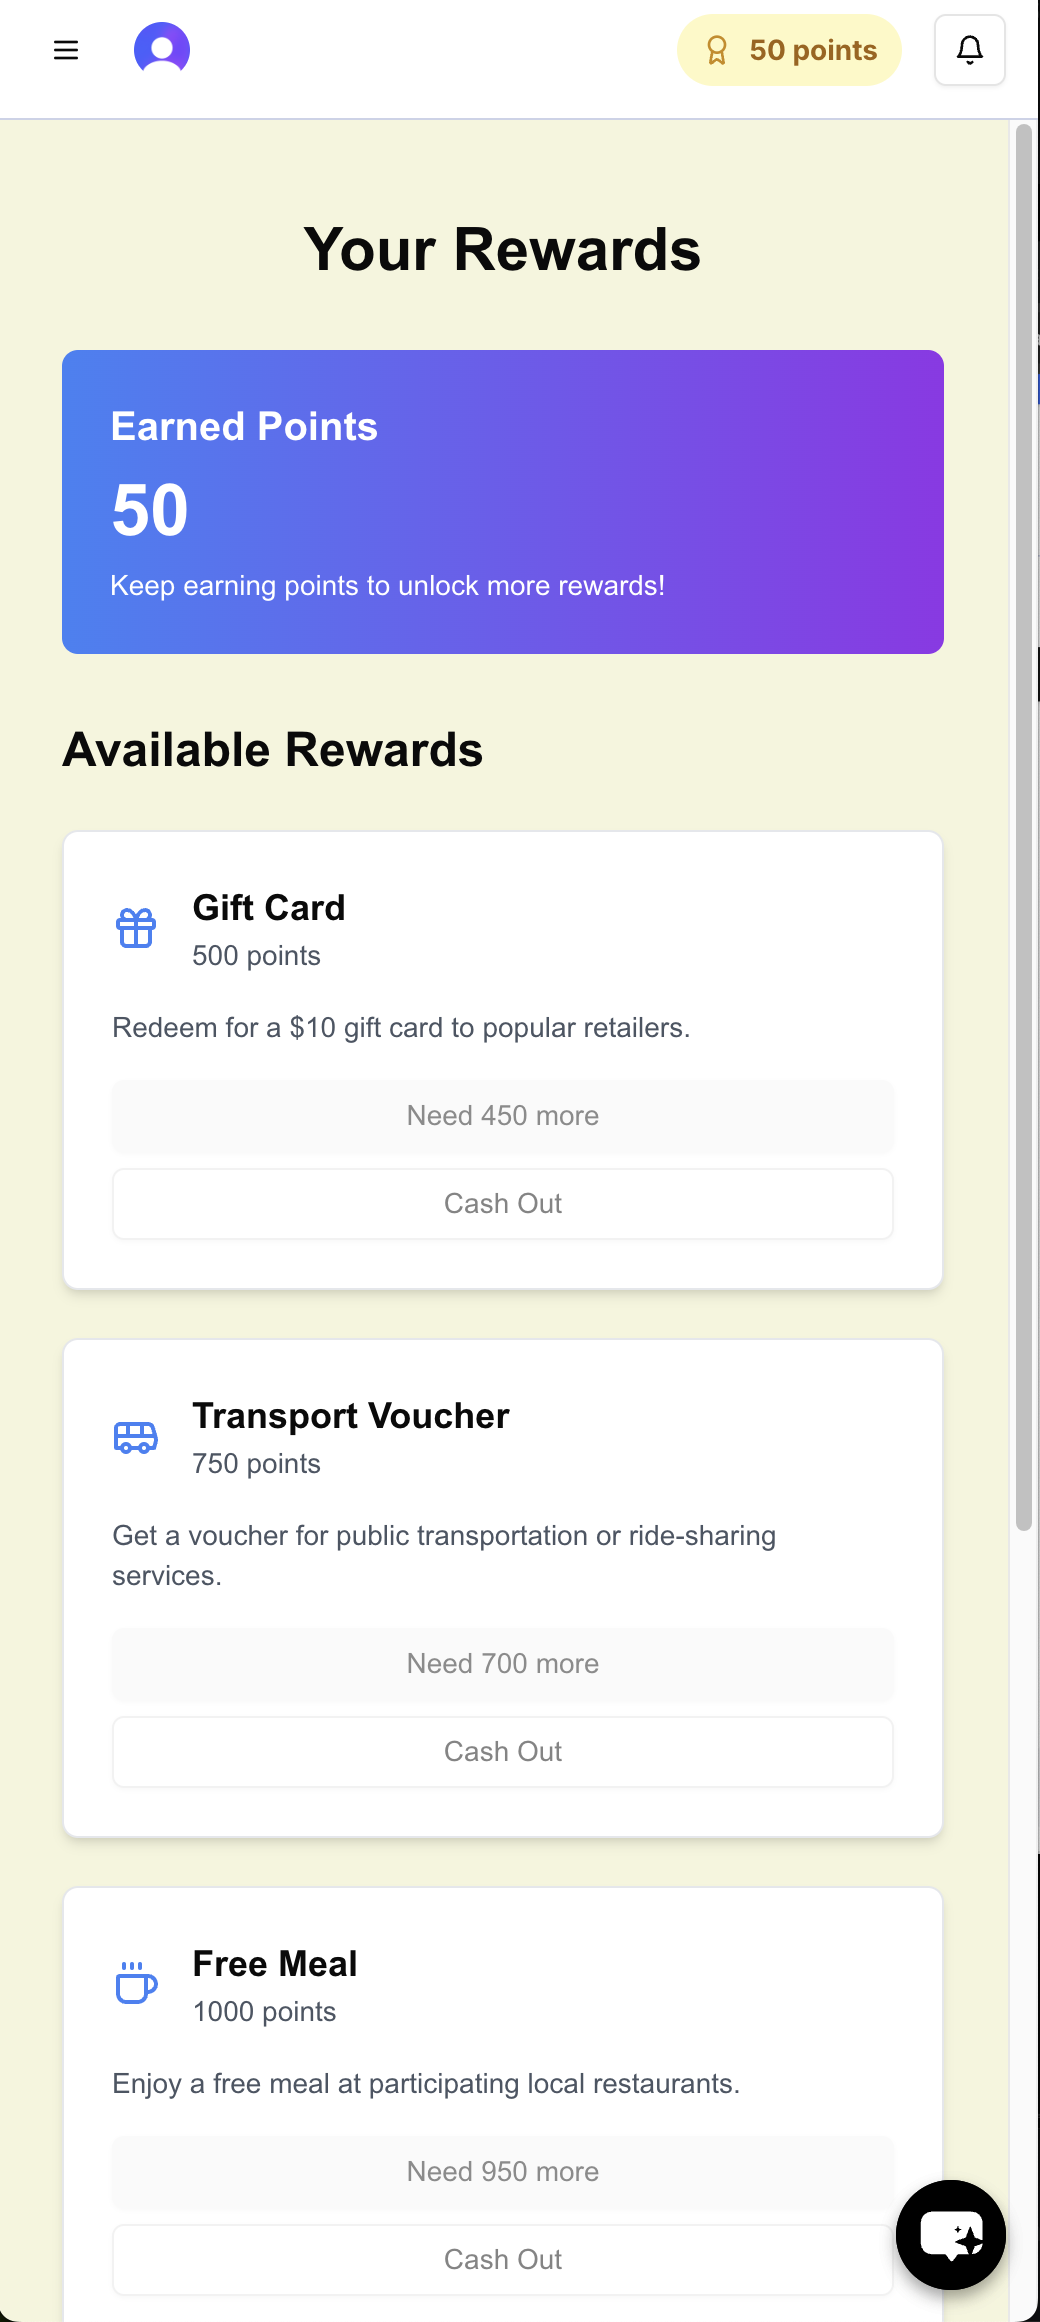 50 points
Your Rewards
Earned Points
50
Keep earning points to unlock more rewards!
Available Rewards
Gift Card
500 points
Redeem for a $10 gift card to popular retailers.
Need 450 more
Cash Out
Transport Voucher
750 points
Get a voucher for public transportation or ride-sharing
services.
Need 700 more
Cash Out
Free Meal
1000 points
Enjoy a free meal at participating local restaurants.
Need 950 more
Cash Out